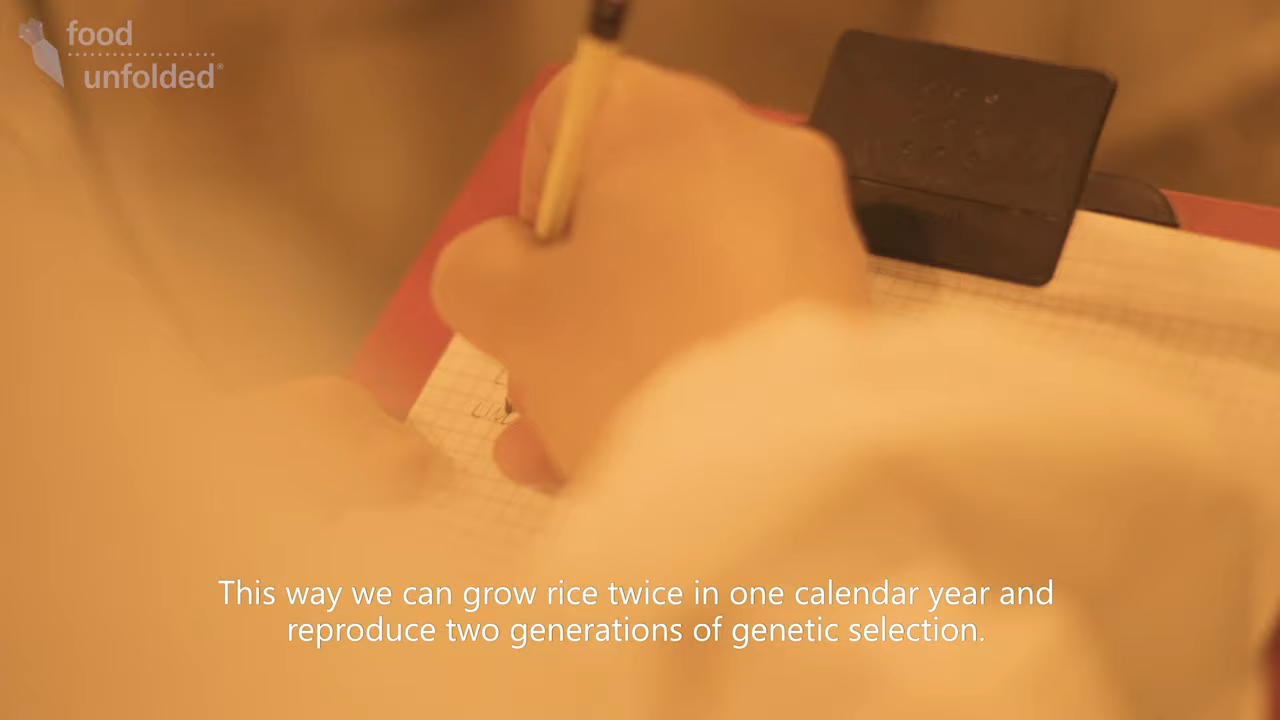 food
unfolded®
This way we can grow rice twice in one calendar year and
reproduce two generations of genetic selection.